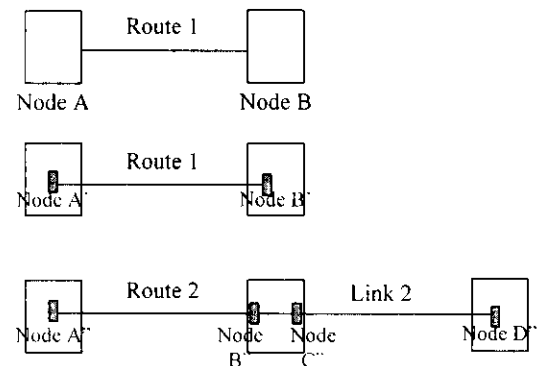 Route 1
Node A Node B
Route 1
Node A' Node B'
Route 2 Link 2
Node A'' Node B'' Node C'' Node D''